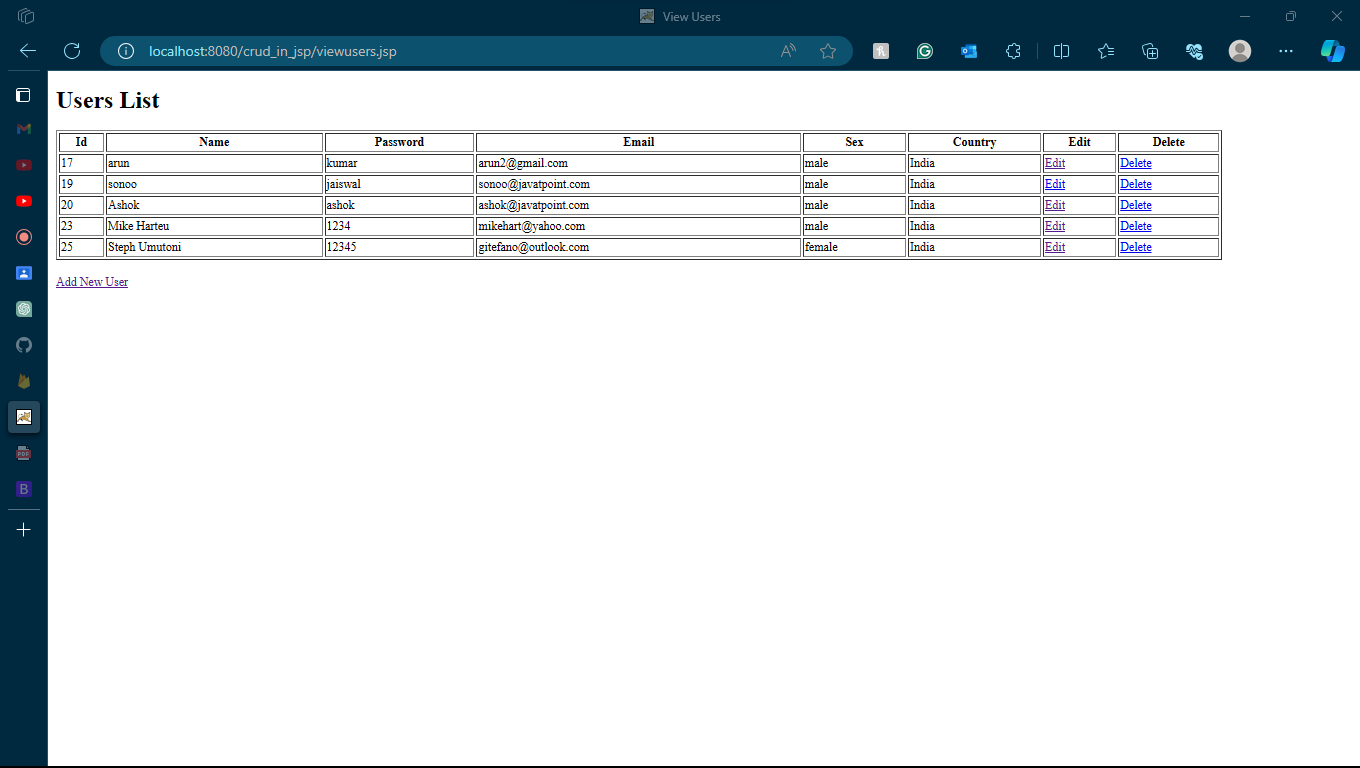 View Users
localhost:8080/crud_in_jsp/viewusers.jsp
Users List
Id Name Password Email Sex Country Edit Delete
17 arun kumar arun2@gmail.com male India Edit Delete
19 sonoo jaiswal sonoo@javatpoint.com male India Edit Delete
20 Ashok ashok ashok@javatpoint.com male India Edit Delete
23 Mike Harteu 1234 mikehart@yahoo.com male India Edit Delete
25 Steph Umutoni 12345 gitefano@outlook.com female India Edit Delete
Add New User